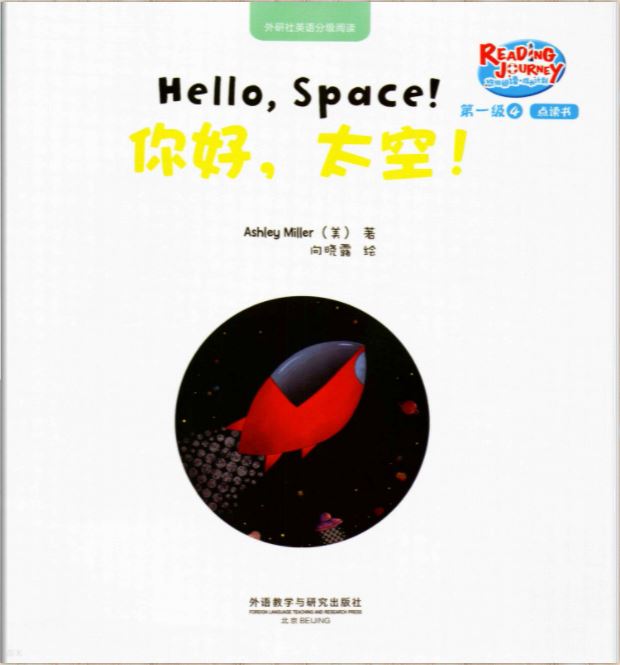 外研社英语分级阅读
READING
JOURNEY
Hello, Space!
第一级 4 点读书
你好，太空！
Ashley Miller（美） 著
向晓露 绘
外语教学与研究出版社
FOREIGN LANGUAGE TEACHING AND RESEARCH PRESS
北京 BEIJING